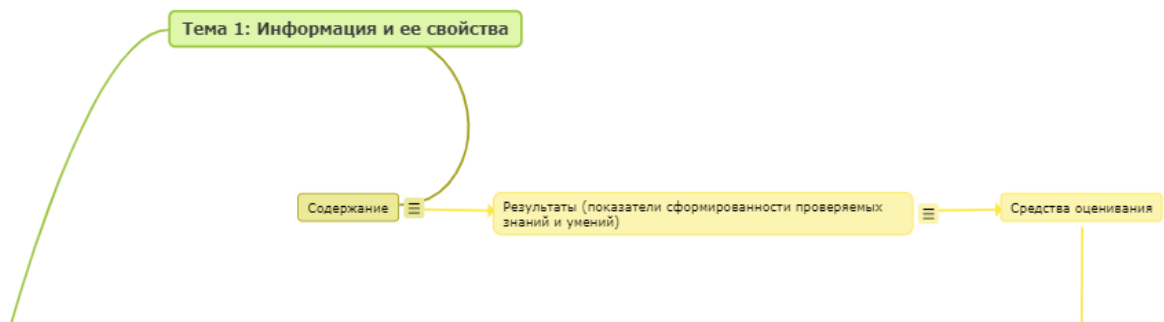 Тема 1: Информация и ее свойства
Содержание
Результаты (показатели сформированности проверяемых
знаний и умений)
Средства оценивания